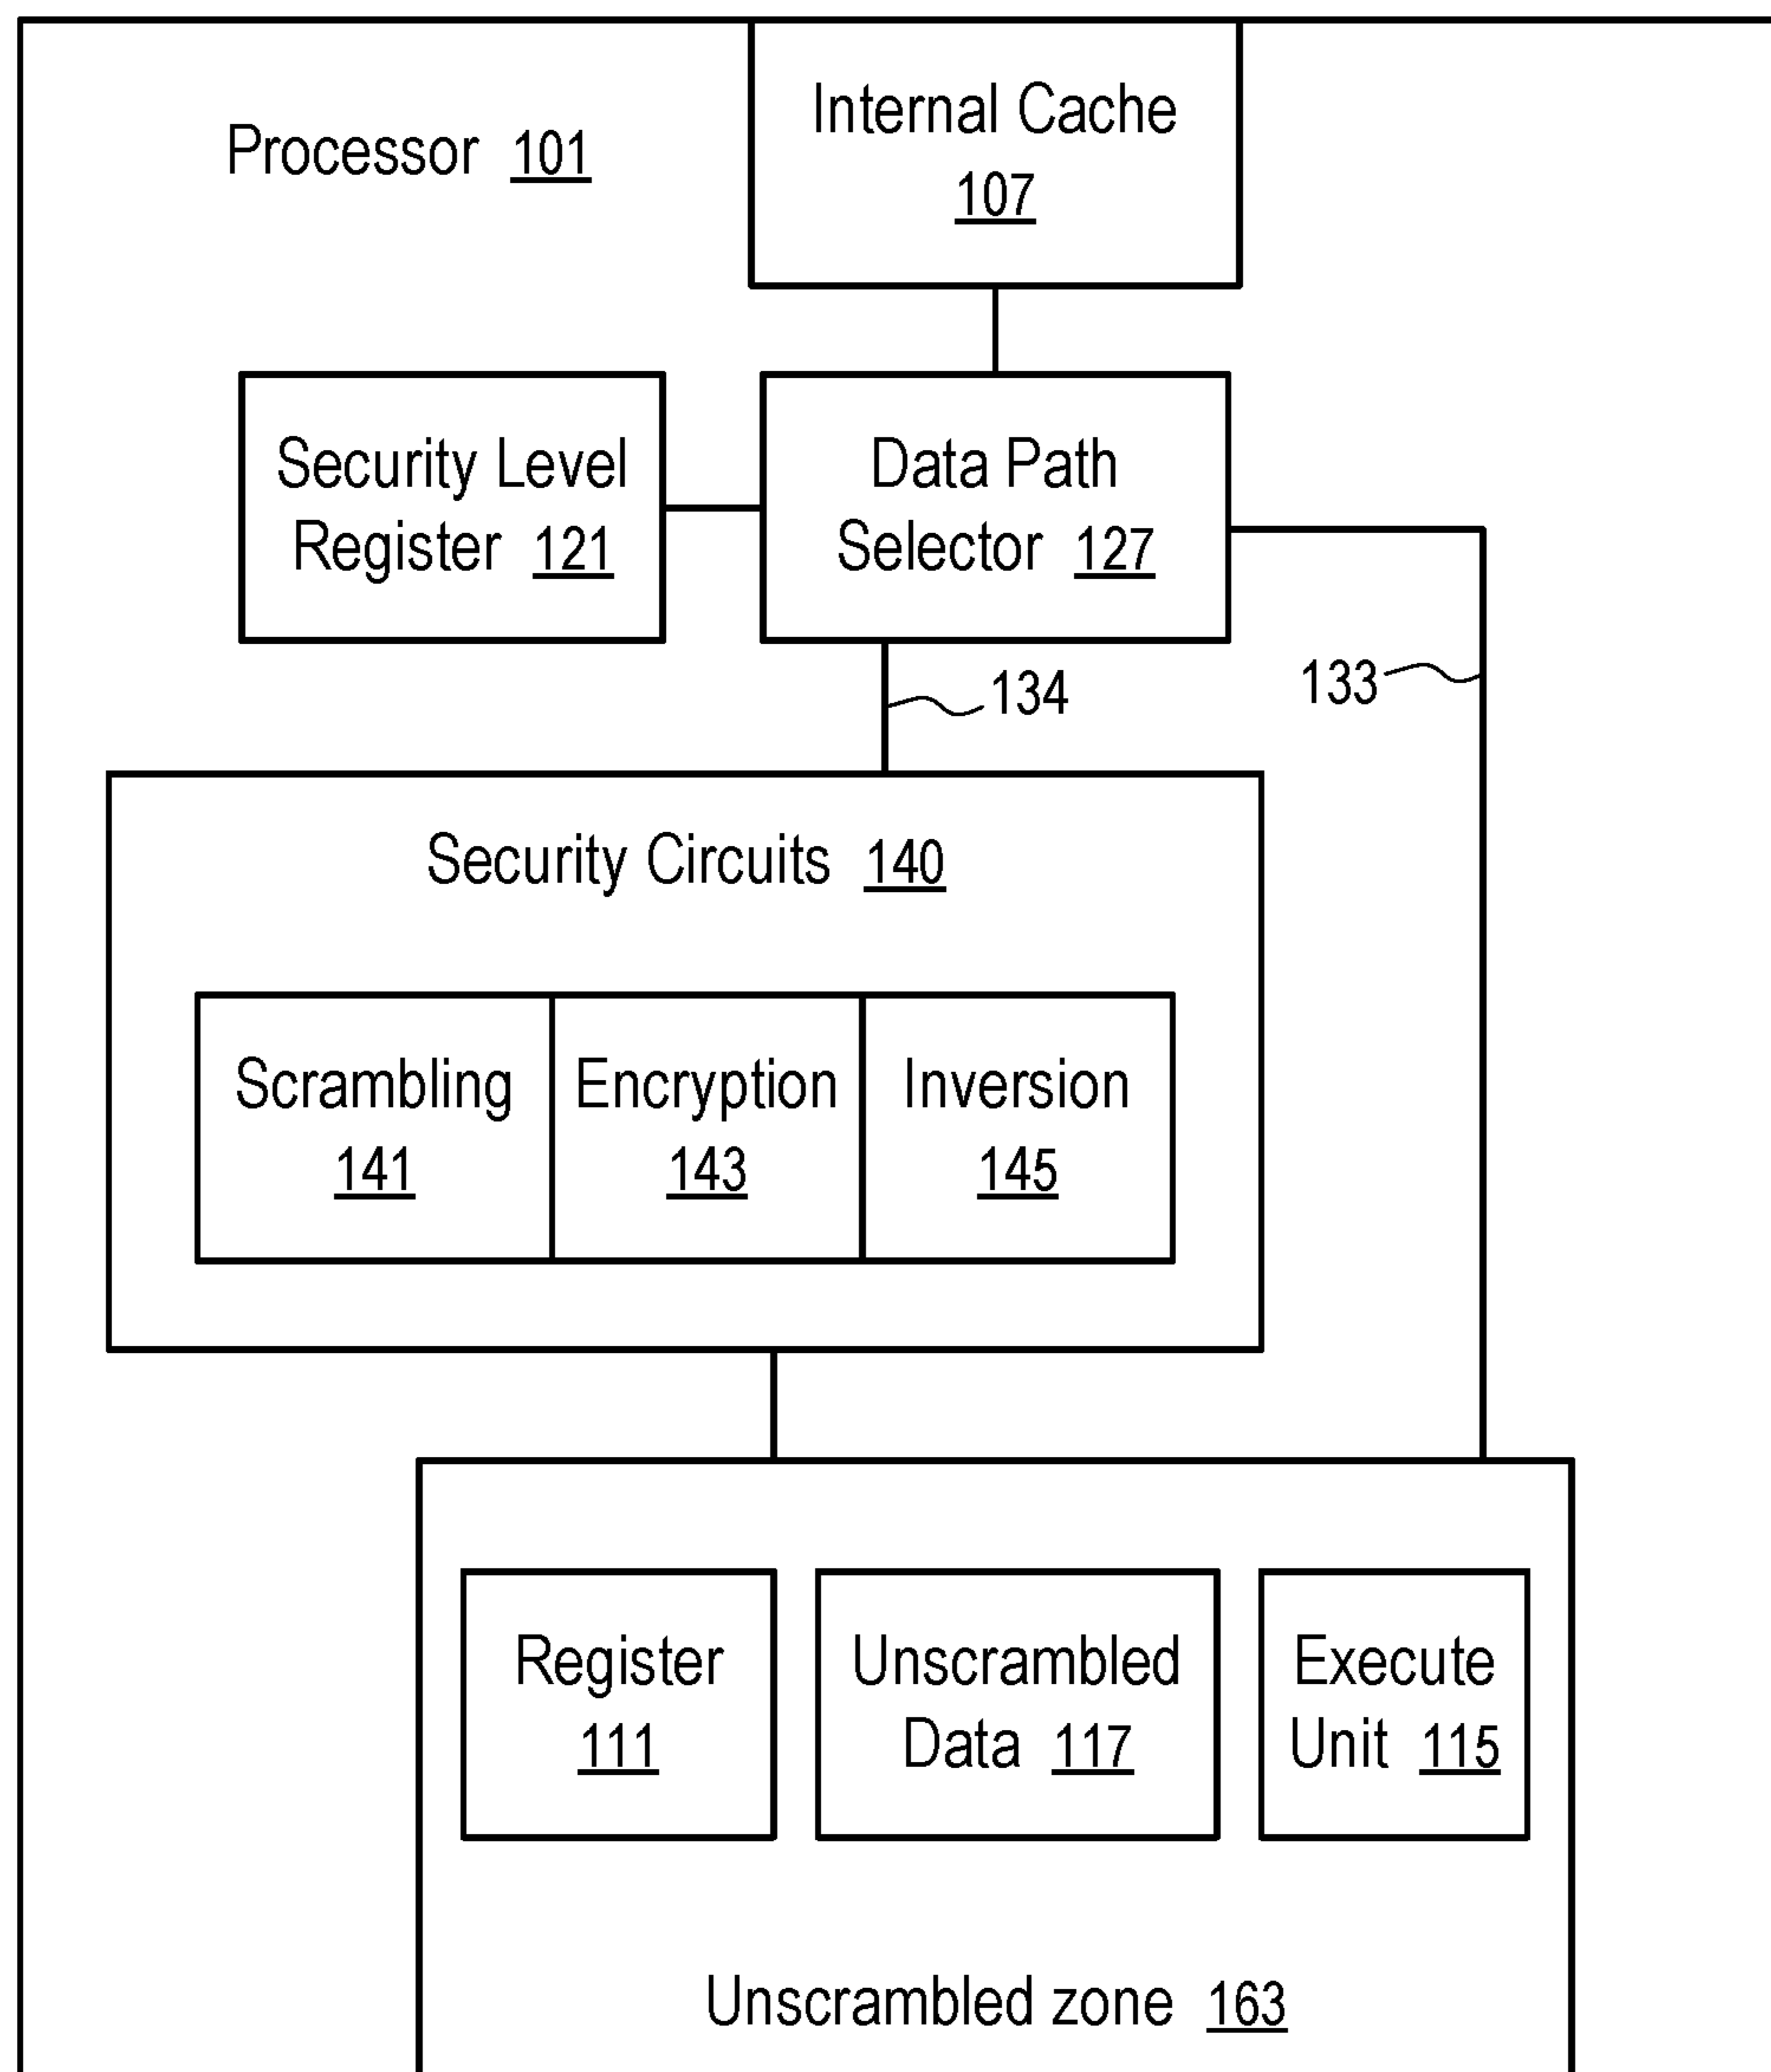 Processor 101
Internal Cache
107
Security Level
Register 121
Data Path
Selector 127
134
133
Security Circuits 140
Scrambling
141
Encryption
143
Inversion
145
Register
111
Unscrambled
Data 117
Execute
Unit 115
Unscrambled zone 163